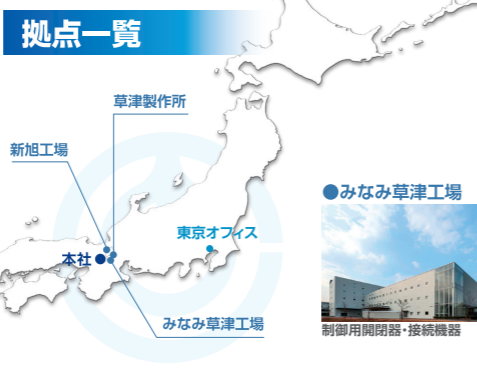 拠点一覧
草津製作所
新旭工場
●みなみ草津工場
東京オフィス
本社
みなみ草津工場
制御用開閉器・接続機器